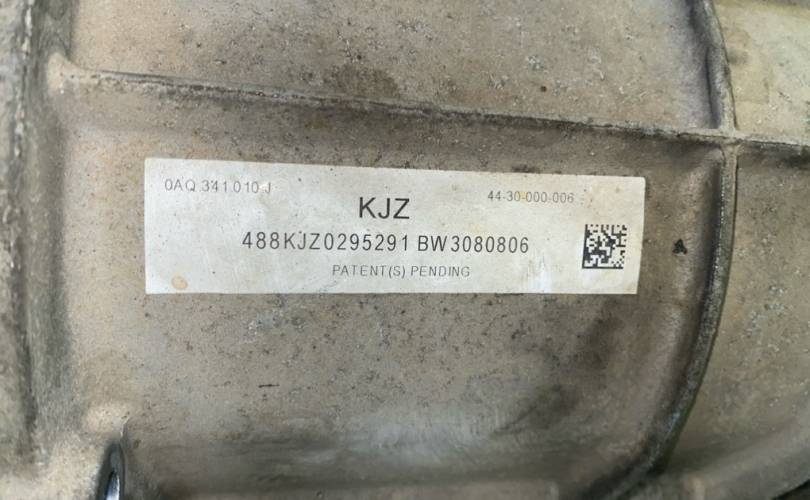 0AQ 341 010 J
44-30-000-006
KJZ
488KJZ0295291 BW3080806
PATENT(S) PENDING